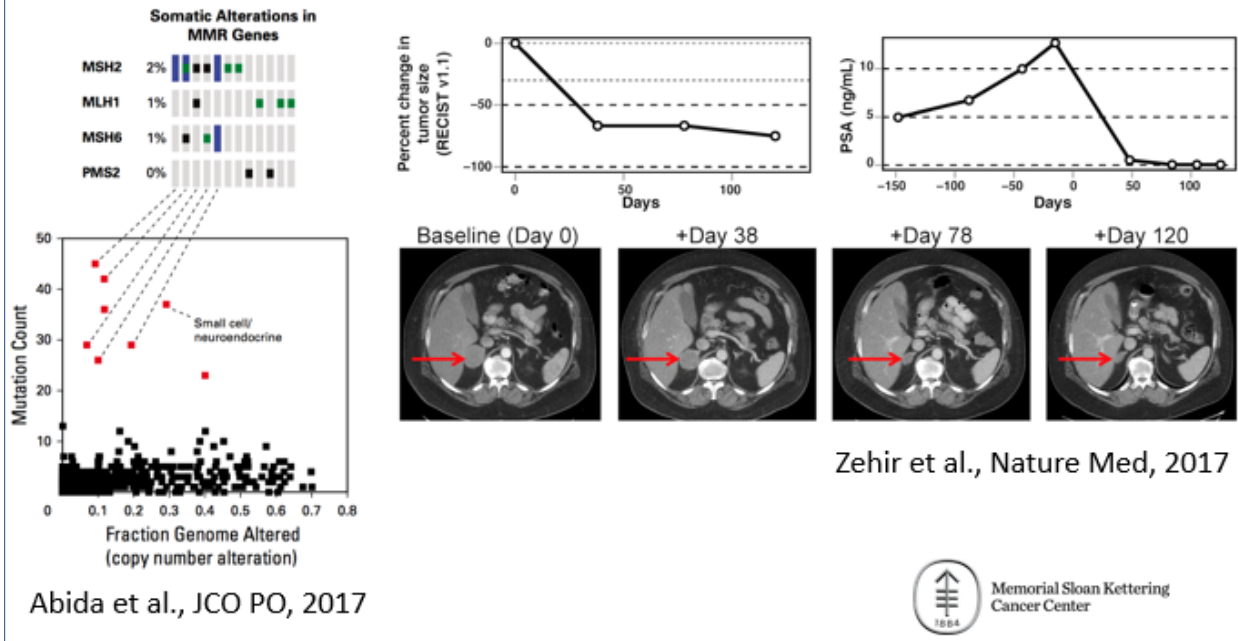 Somatic Alterations in
MMR Genes
MSH2 2%
MLH1 1%
MSH6 1%
PMS2 0%
50
40
30
20
10
0 0.1 0.2 0.3 0.4 0.5 0.6 0.7 0.8
Mutation Count
Small cell/
neuroendocrine
Fraction Genome Altered
(copy number alteration)
Abida et al., JCO PO, 2017
Percent change in
tumor size
(RECIST v1.1)
0
−50
−100
0 50 100
Days
PSA (ng/mL)
10
5
0
−150 −100 −50 0 50 100
Days
Baseline (Day 0) +Day 38 +Day 78 +Day 120
Zehir et al., Nature Med, 2017
1884
Memorial Sloan Kettering
Cancer Center